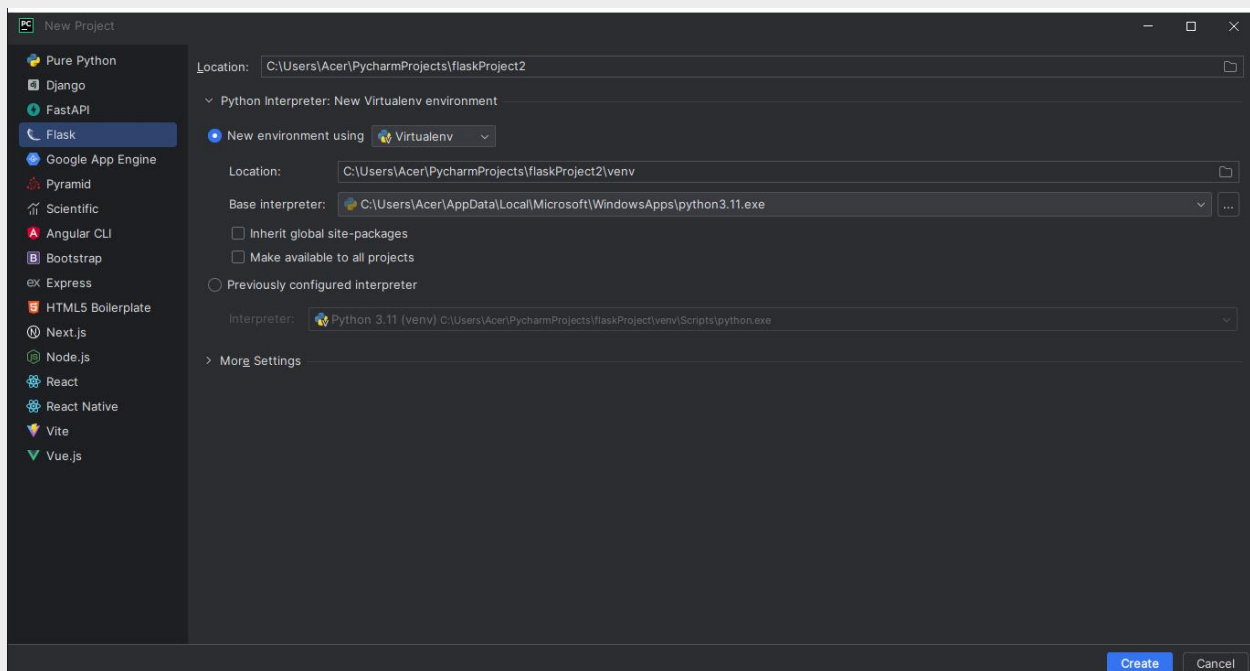 PC New Project
Pure Python
Django
FastAPI
Flask
Google App Engine
Pyramid
Scientific
Angular CLI
Bootstrap
Express
HTML5 Boilerplate
Next.js
Node.js
React
React Native
Vite
Vue.js
Location: C:\Users\Acer\PycharmProjects\flaskProject2
Python Interpreter: New Virtualenv environment
New environment using Virtualenv
Location: C:\Users\Acer\PycharmProjects\flaskProject2\venv
Base interpreter: C:\Users\Acer\AppData\Local\Microsoft\WindowsApps\python3.11.exe ...
Inherit global site-packages
Make available to all projects
Previously configured interpreter
Interpreter: Python 3.11 (venv) C:\Users\Acer\PycharmProjects\flaskProject\venv\Scripts\python.exe
More Settings
Create Cancel